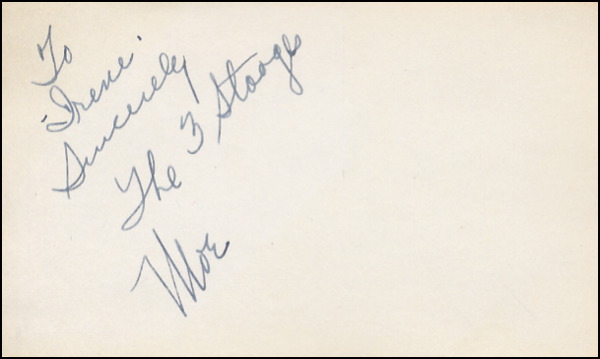 To
Irene.
Sincerely
The 3 Stooges
Moe